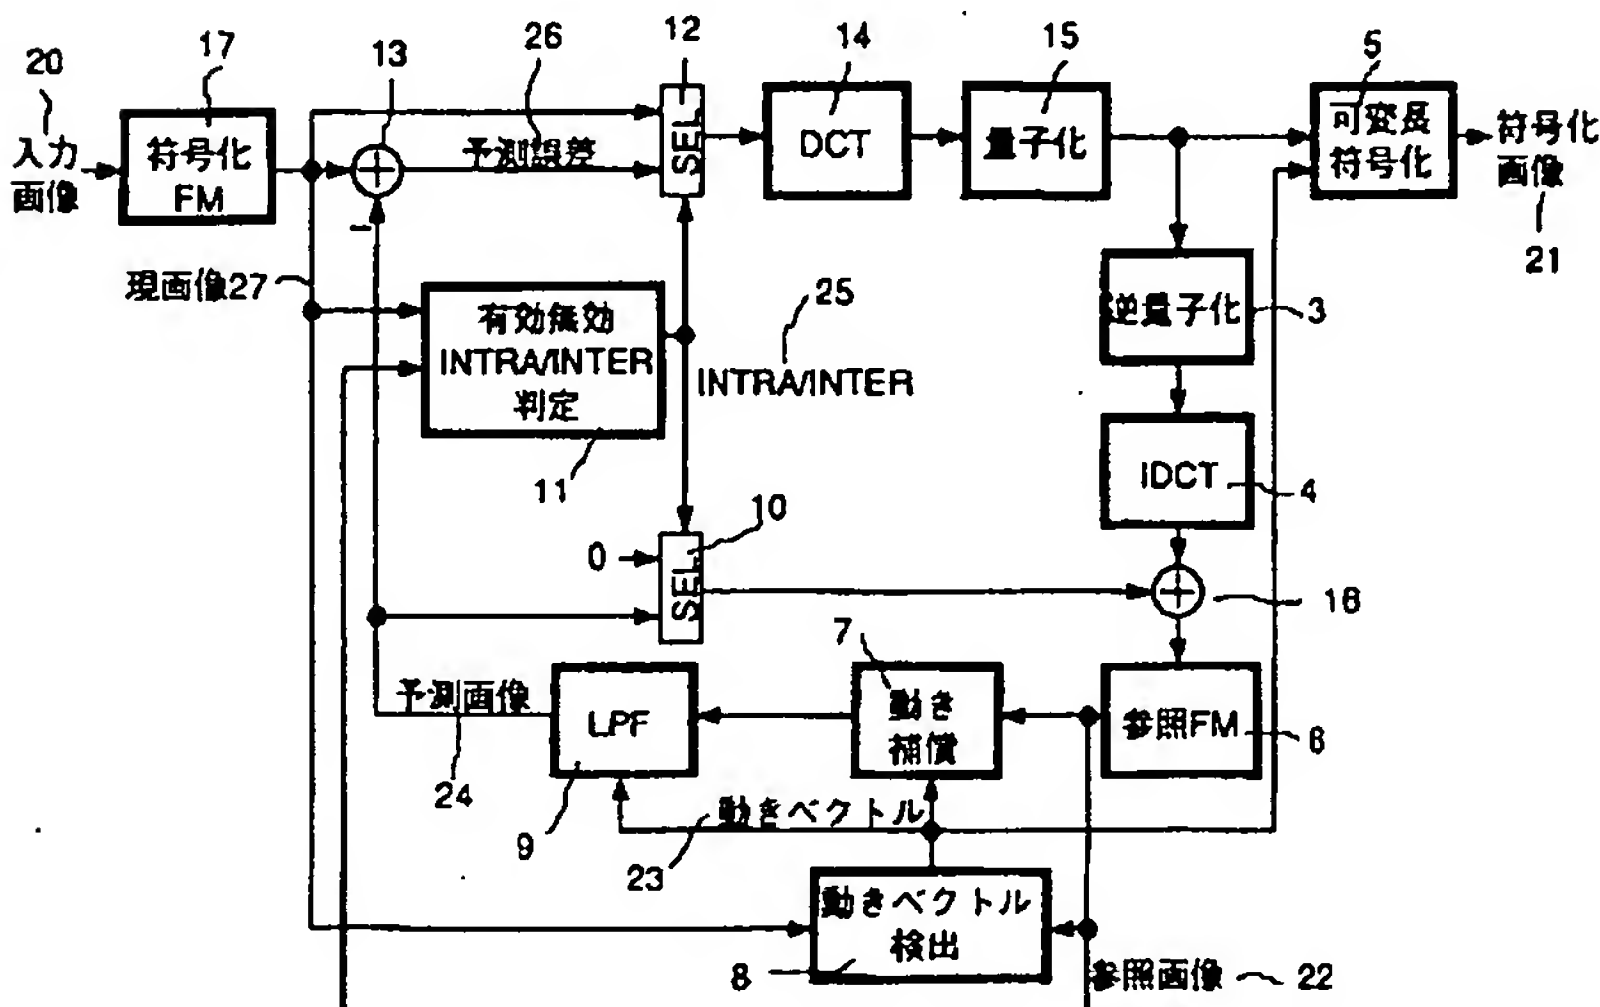 20
17
13
26
12
14
15
5
入力
画像
符号化
FM
予測誤差
SEL
DCT
量子化
可変長
符号化
符号化
画像
21
−
現画像27
有効無効
INTRA/INTER
判定
11
25
INTRA/INTER
逆量子化
3
IDCT
4
10
0
SEL
16
7
予測画像
24
LPF
9
動き
補償
参照FM
6
動きベクトル
23
動きベクトル
検出
8
参照画像
22